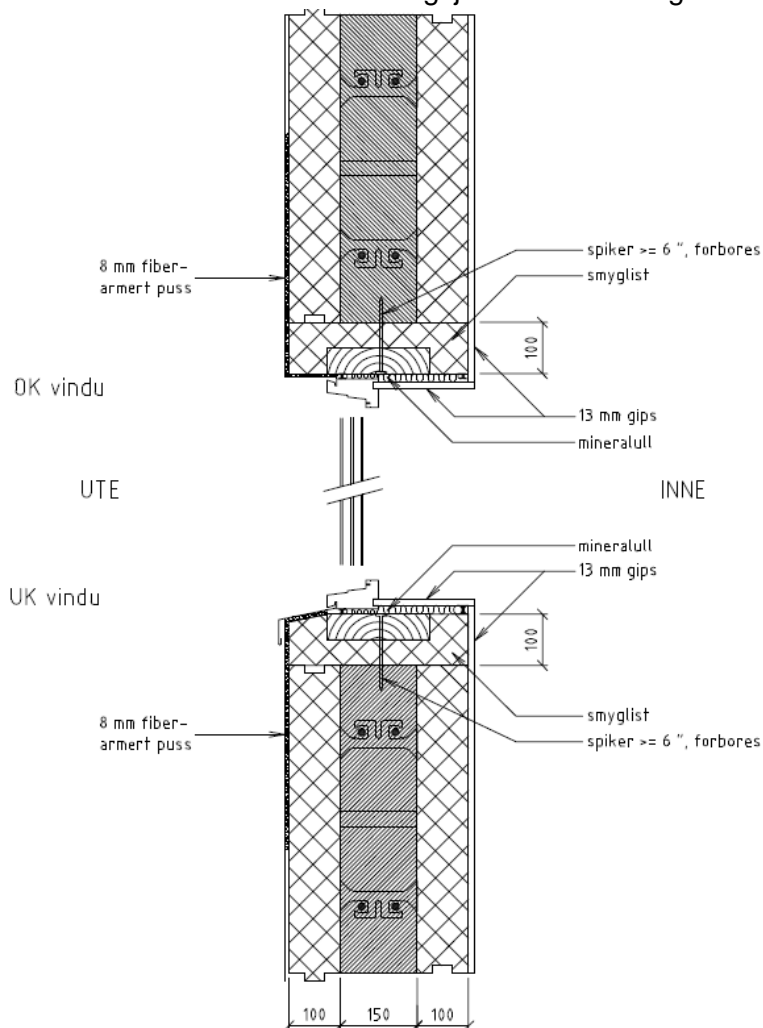 8 mm fiber-
armert puss
spiker >= 6 ", forbores
smyglist
100
OK vindu
13 mm gips
mineralull
UTE
INNE
mineralull
13 mm gips
UK vindu
100
smyglist
8 mm fiber-
armert puss
spiker >= 6 ", forbores
100 150 100